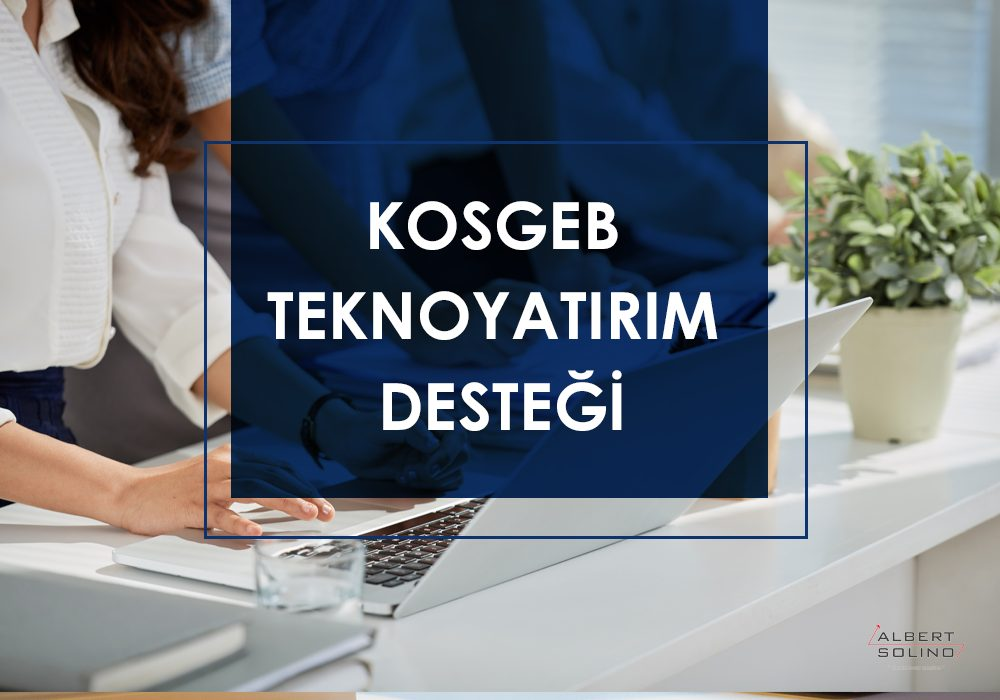 KOSGEB
TEKNOYATIRIM
DESTEĞİ
ALBERT
SOLINO